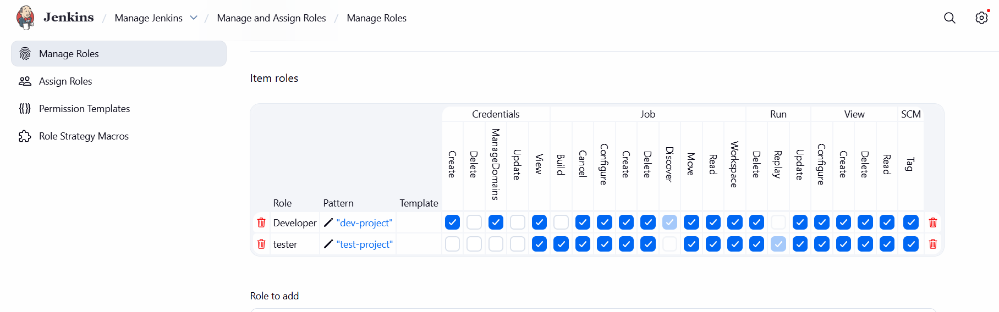 Jenkins / Manage Jenkins / Manage and Assign Roles / Manage Roles
Manage Roles
Assign Roles
Permission Templates
Role Strategy Macros
Item roles
Credentials Job Run View SCM
Role Pattern Template Create Delete ManageDomains Update View Build Cancel Configure Create Delete Discover Move Read Workspace Delete Replay Update Configure Create Delete Read Tag
Developer "dev-project"
tester "test-project"
Role to add